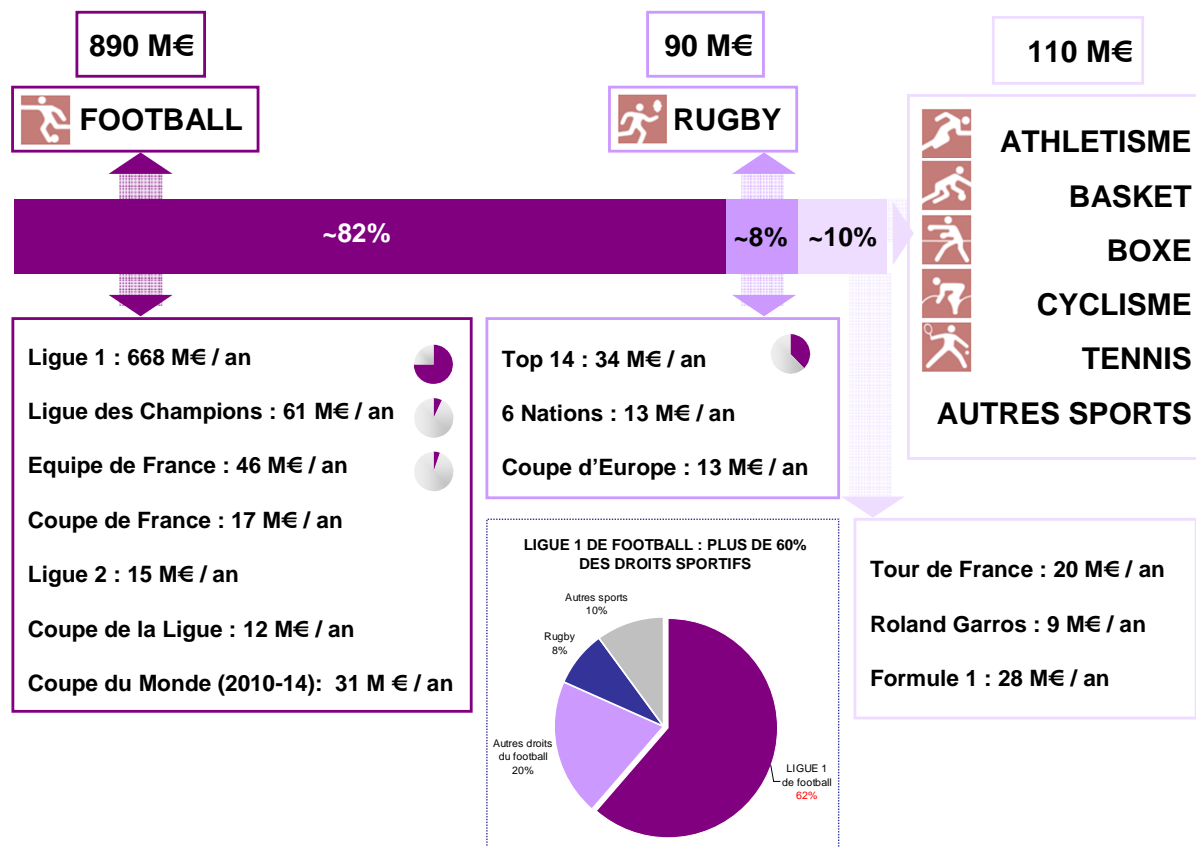 890 M€
90 M€
110 M€
FOOTBALL
RUGBY
ATHLETISME
BASKET
BOXE
CYCLISME
TENNIS
AUTRES SPORTS
~82%
~8%
~10%
Ligue 1 : 668 M€ / an
Ligue des Champions : 61 M€ / an
Equipe de France : 46 M€ / an
Coupe de France : 17 M€ / an
Ligue 2 : 15 M€ / an
Coupe de la Ligue : 12 M€ / an
Coupe du Monde (2010-14): 31 M € / an
Top 14 : 34 M€ / an
6 Nations : 13 M€ / an
Coupe d’Europe : 13 M€ / an
LIGUE 1 DE FOOTBALL : PLUS DE 60%
DES DROITS SPORTIFS
Autres sports
10%
Rugby
8%
Autres droits
du football
20%
LIGUE 1
de football
62%
Tour de France : 20 M€ / an
Roland Garros : 9 M€ / an
Formule 1 : 28 M€ / an